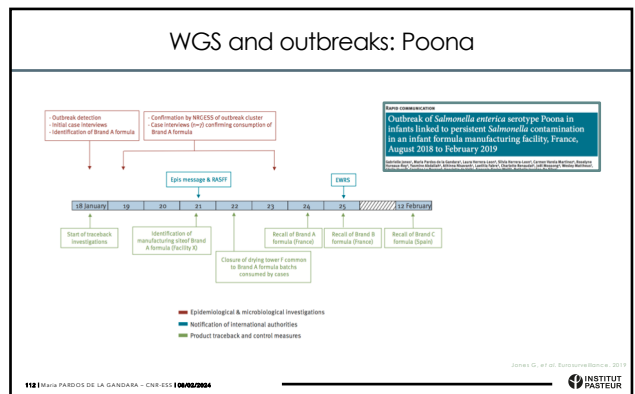 WGS and outbreaks: Poona
- Outbreak detection
- Initial case interviews
- Identification of Brand A formula
- Confirmation by NRC-ESS of outbreak cluster
- Case interviews (n=7) confirming consumption of
Brand A formula
RAPID COMMUNICATION
Outbreak of Salmonella enterica serotype Poona in
infants linked to persistent Salmonella contamination
in an infant formula manufacturing facility, France,
August 2018 to February 2019
Epis message & RASFF
EWRS
18 January
19
20
21
22
23
24
25
12 February
Start of traceback
investigations
Identification of
manufacturing site of Brand
A formula (Facility X)
Closure of drying tower F common
to Brand A formula batchs
consumed by cases
Recall of Brand A
formula (France)
Recall of Brand B
formula (France)
Recall of Brand C
formula (Spain)
Epidemiological & microbiological investigations
Notification of international authorities
Product traceback and control measures
Jones G. et al. Eurosurveillance. 2019
112 | Maria PARDOS DE LA GANDARA – CNR-ESS | 08/02/2024
INSTITUT
PASTEUR